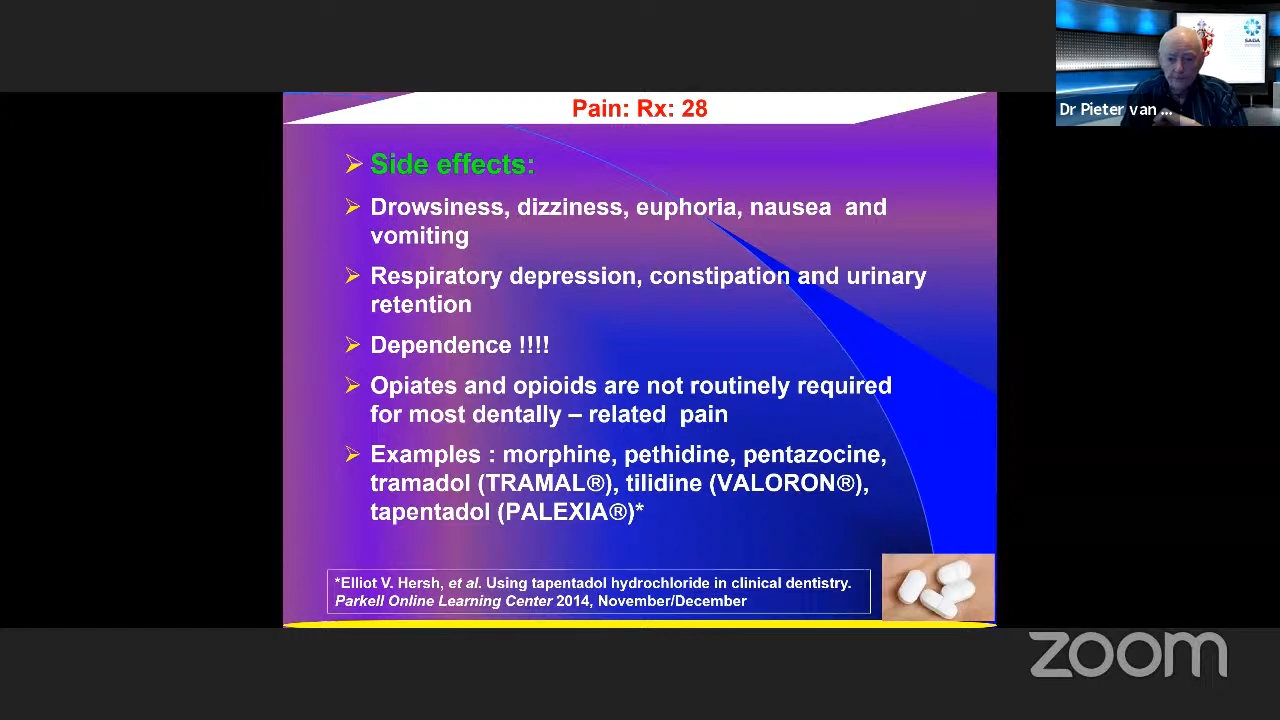 Pain: Rx: 28
SADA
Dr Pieter van ...
Side effects:
Drowsiness, dizziness, euphoria, nausea and
vomiting
Respiratory depression, constipation and urinary
retention
Dependence !!!!
Opiates and opioids are not routinely required
for most dentally – related pain
Examples : morphine, pethidine, pentazocine,
tramadol (TRAMAL®), tilidine (VALORON®),
tapentadol (PALEXIA®)*
*Elliot V. Hersh, et al. Using tapentadol hydrochloride in clinical dentistry.
Parkell Online Learning Center 2014, November/December
zoom